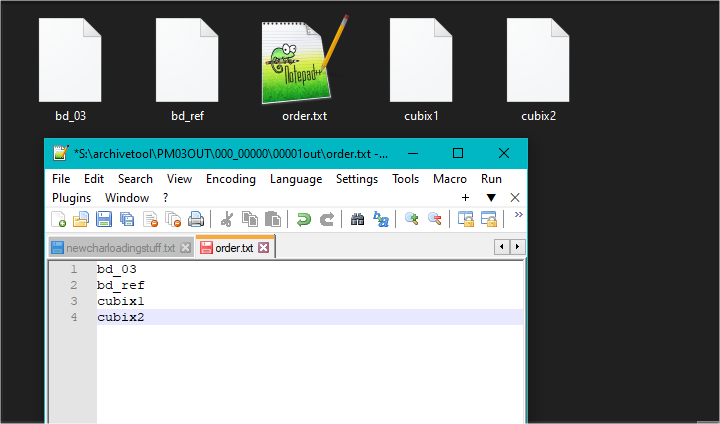 bd_03
bd_ref
Notepad++
order.txt
cubix1
cubix2
*S:\archivetool\PM03OUT\000_00000\00001out\order.txt -...
File Edit Search View Encoding Language Settings Tools Macro Run
Plugins Window ? + ▼ X
newcharloadingstuff.txt order.txt
1 bd_03
2 bd_ref
3 cubix1
4 cubix2